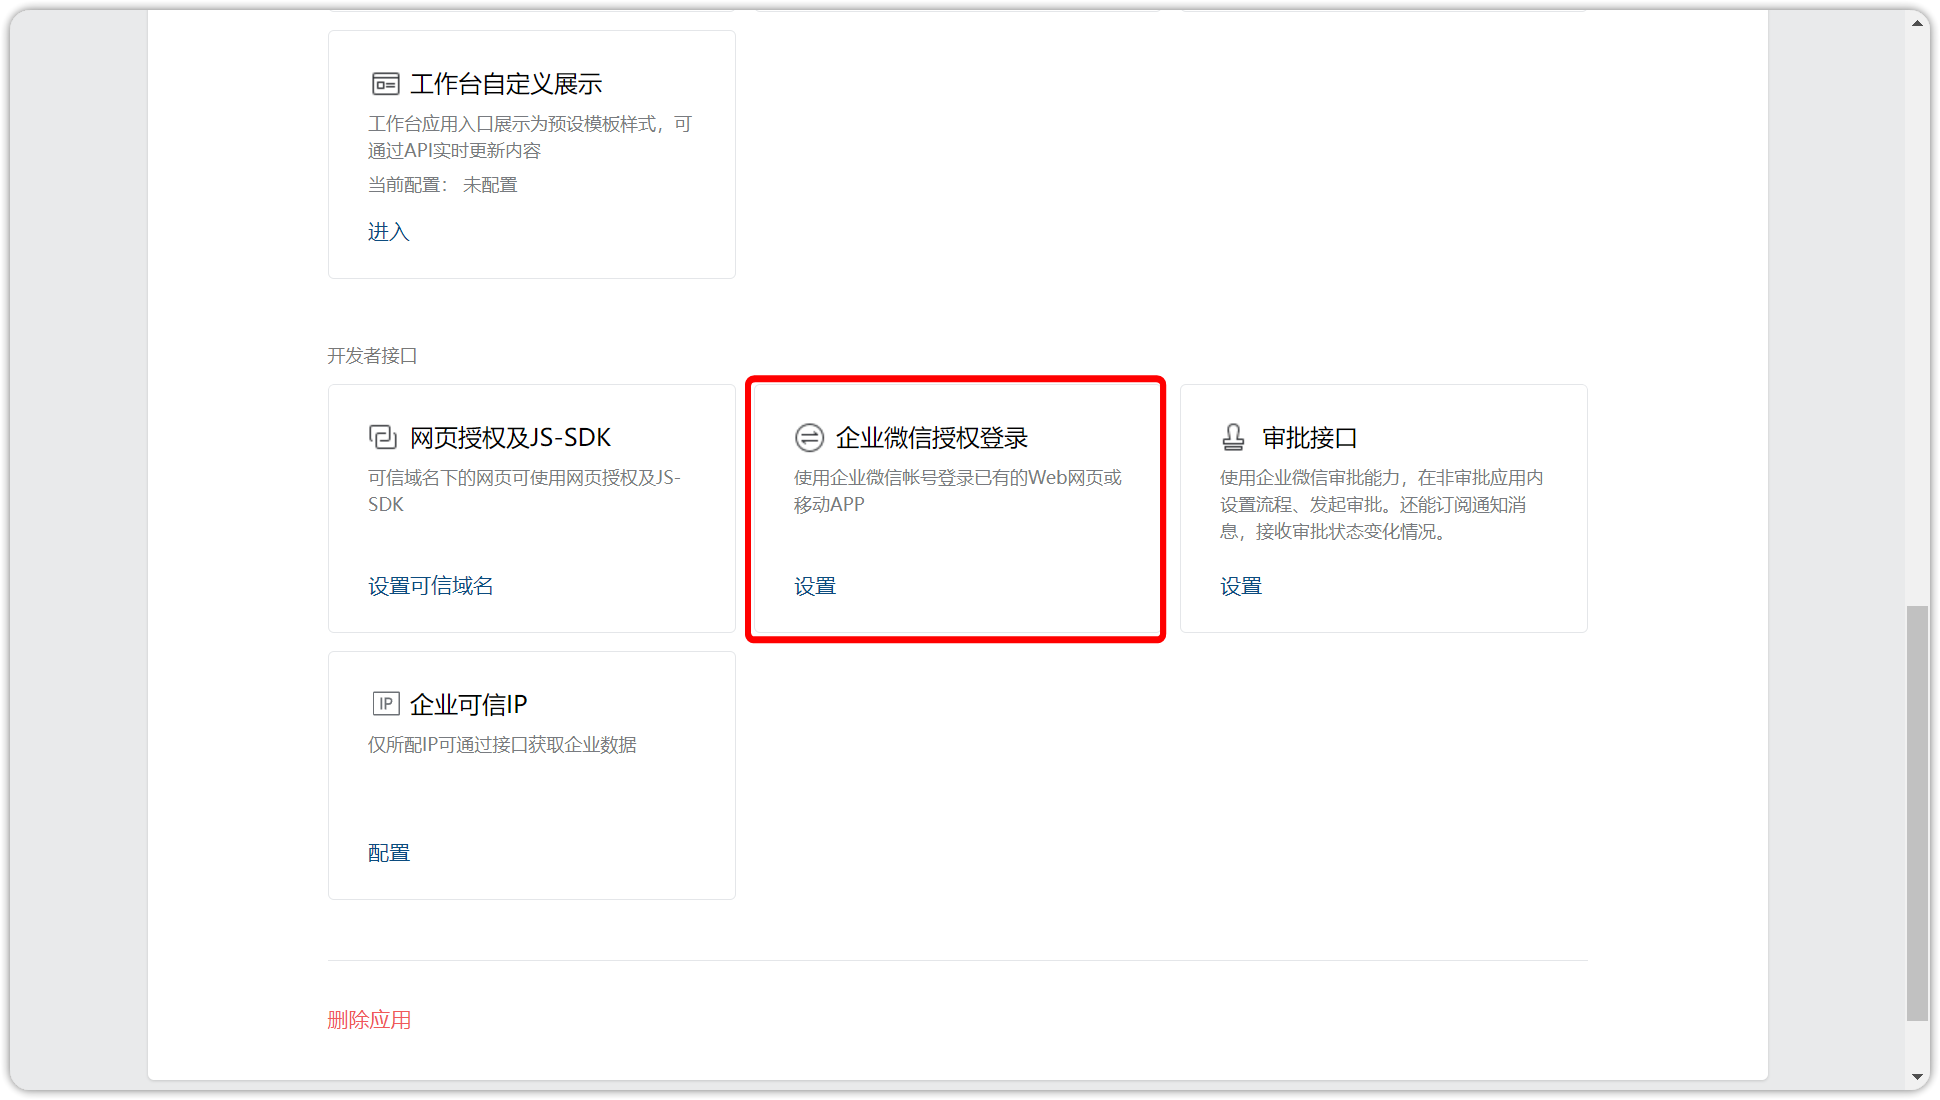 工作台自定义展示
工作台应用入口展示为预设模板样式，可
通过API实时更新内容
当前配置： 未配置
进入
开发者接口
网页授权及JS-SDK
可信域名下的网页可使用网页授权及JS-
SDK
设置可信域名
企业微信授权登录
使用企业微信帐号登录已有的Web网页或
移动APP
设置
审批接口
使用企业微信审批能力，在非审批应用内
设置流程、发起审批。还能订阅通知消
息，接收审批状态变化情况。
设置
IP 企业可信IP
仅所配IP可通过接口获取企业数据
配置
删除应用